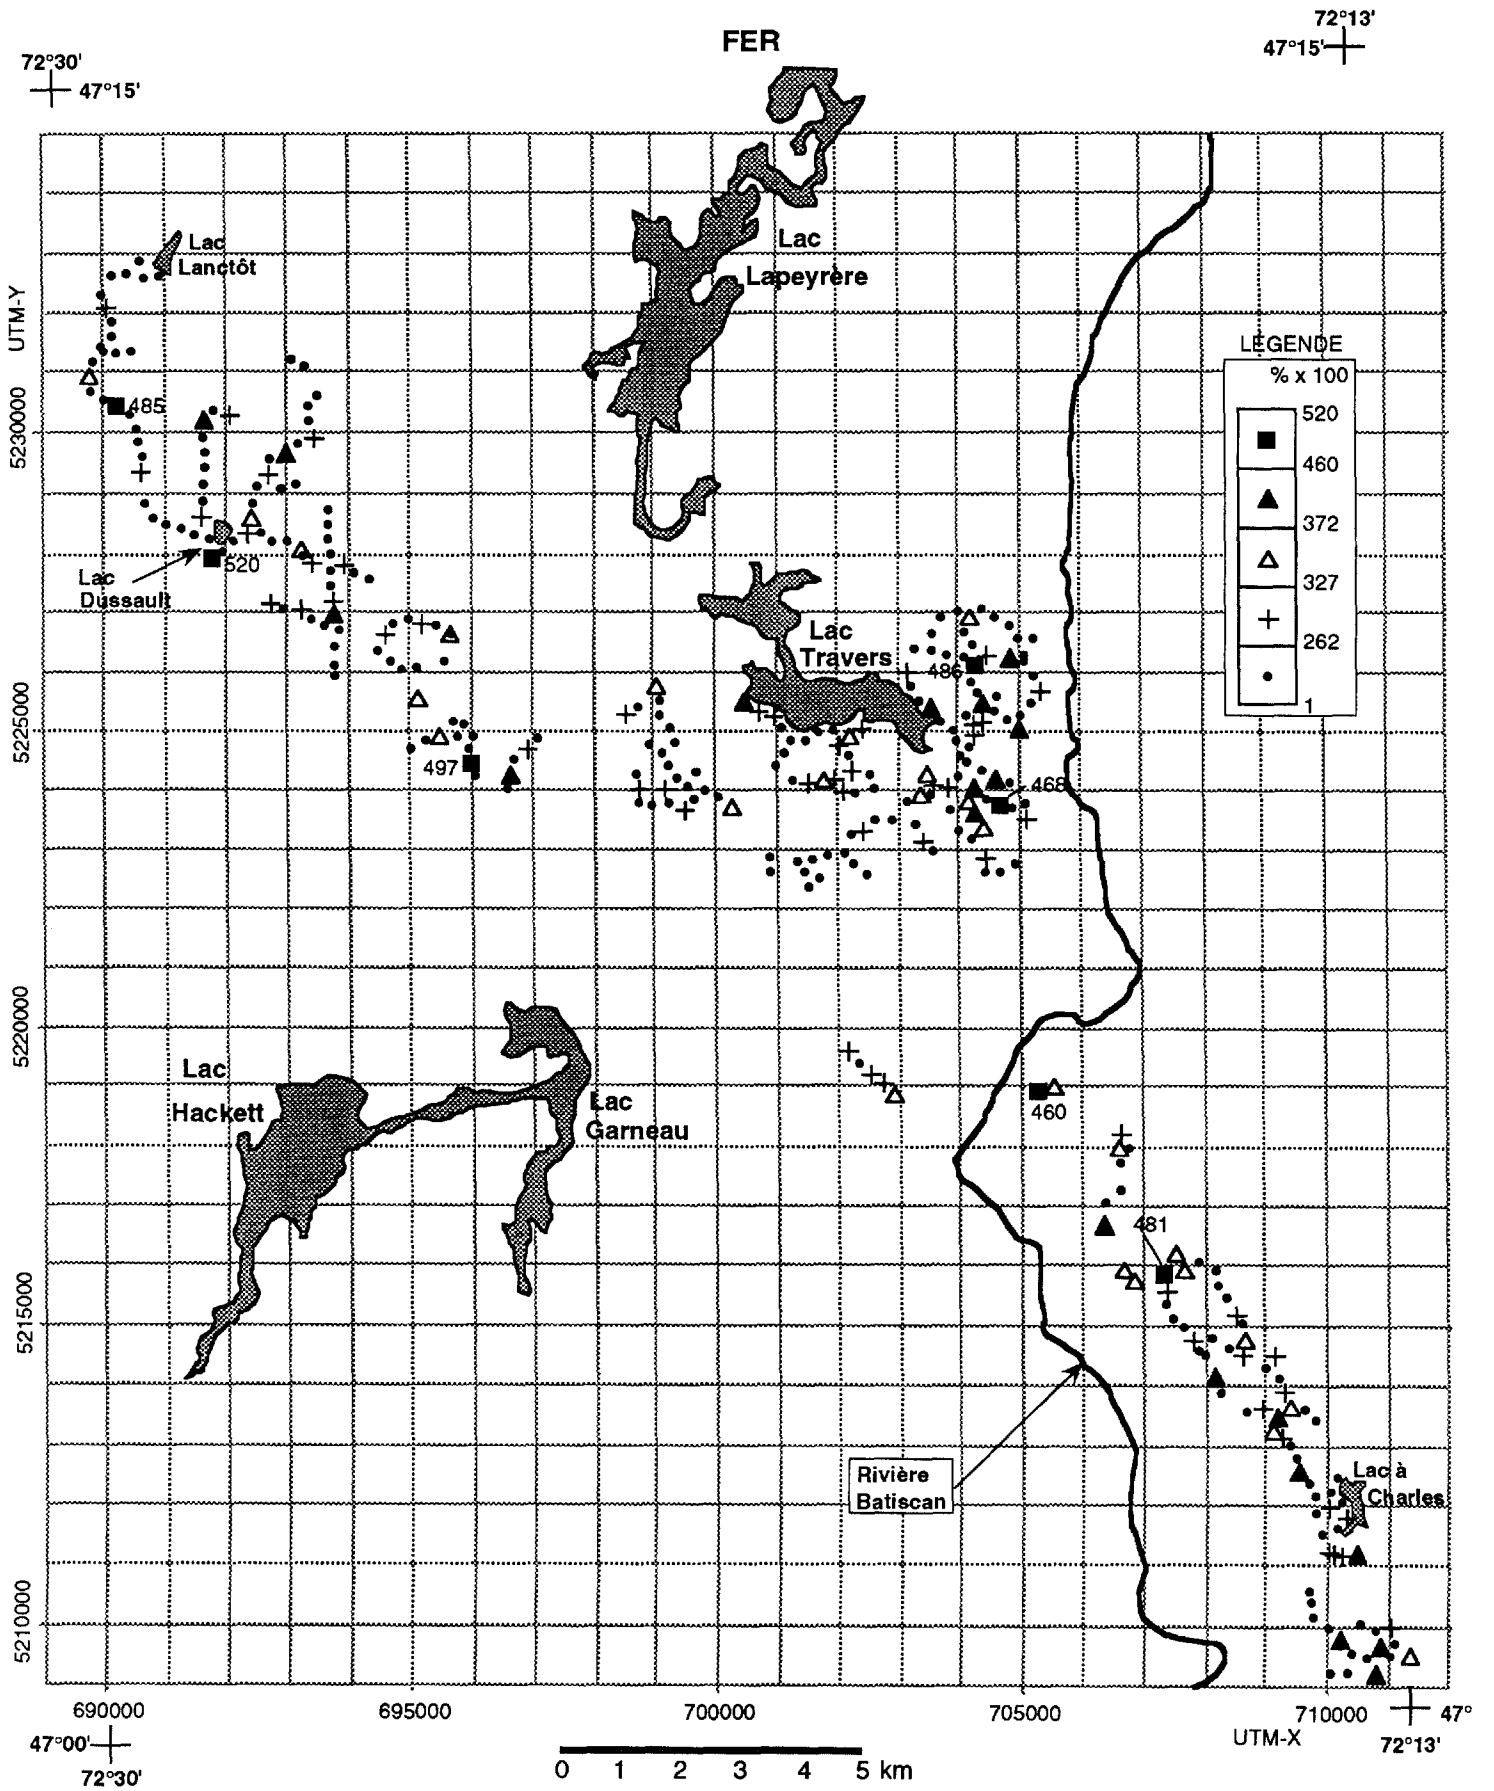 FER
72°30'
47°15'
72°13'
47°15'
Lac
Lanctôt
Lac
Lapeyrère
UTM-Y
LÉGENDE
% x 100
520
460
372
327
262
1
485
5230000
520
Lac
Dussault
Lac
Travers
486
5225000
497
468
5220000
Lac
Hackett
Lac
Garneau
460
481
5215000
Rivière
Batiscan
Lac à
Charles
5210000
690000
695000
700000
705000
710000
47°
UTM-X
72°13'
47°00'
72°30'
0 1 2 3 4 5 km